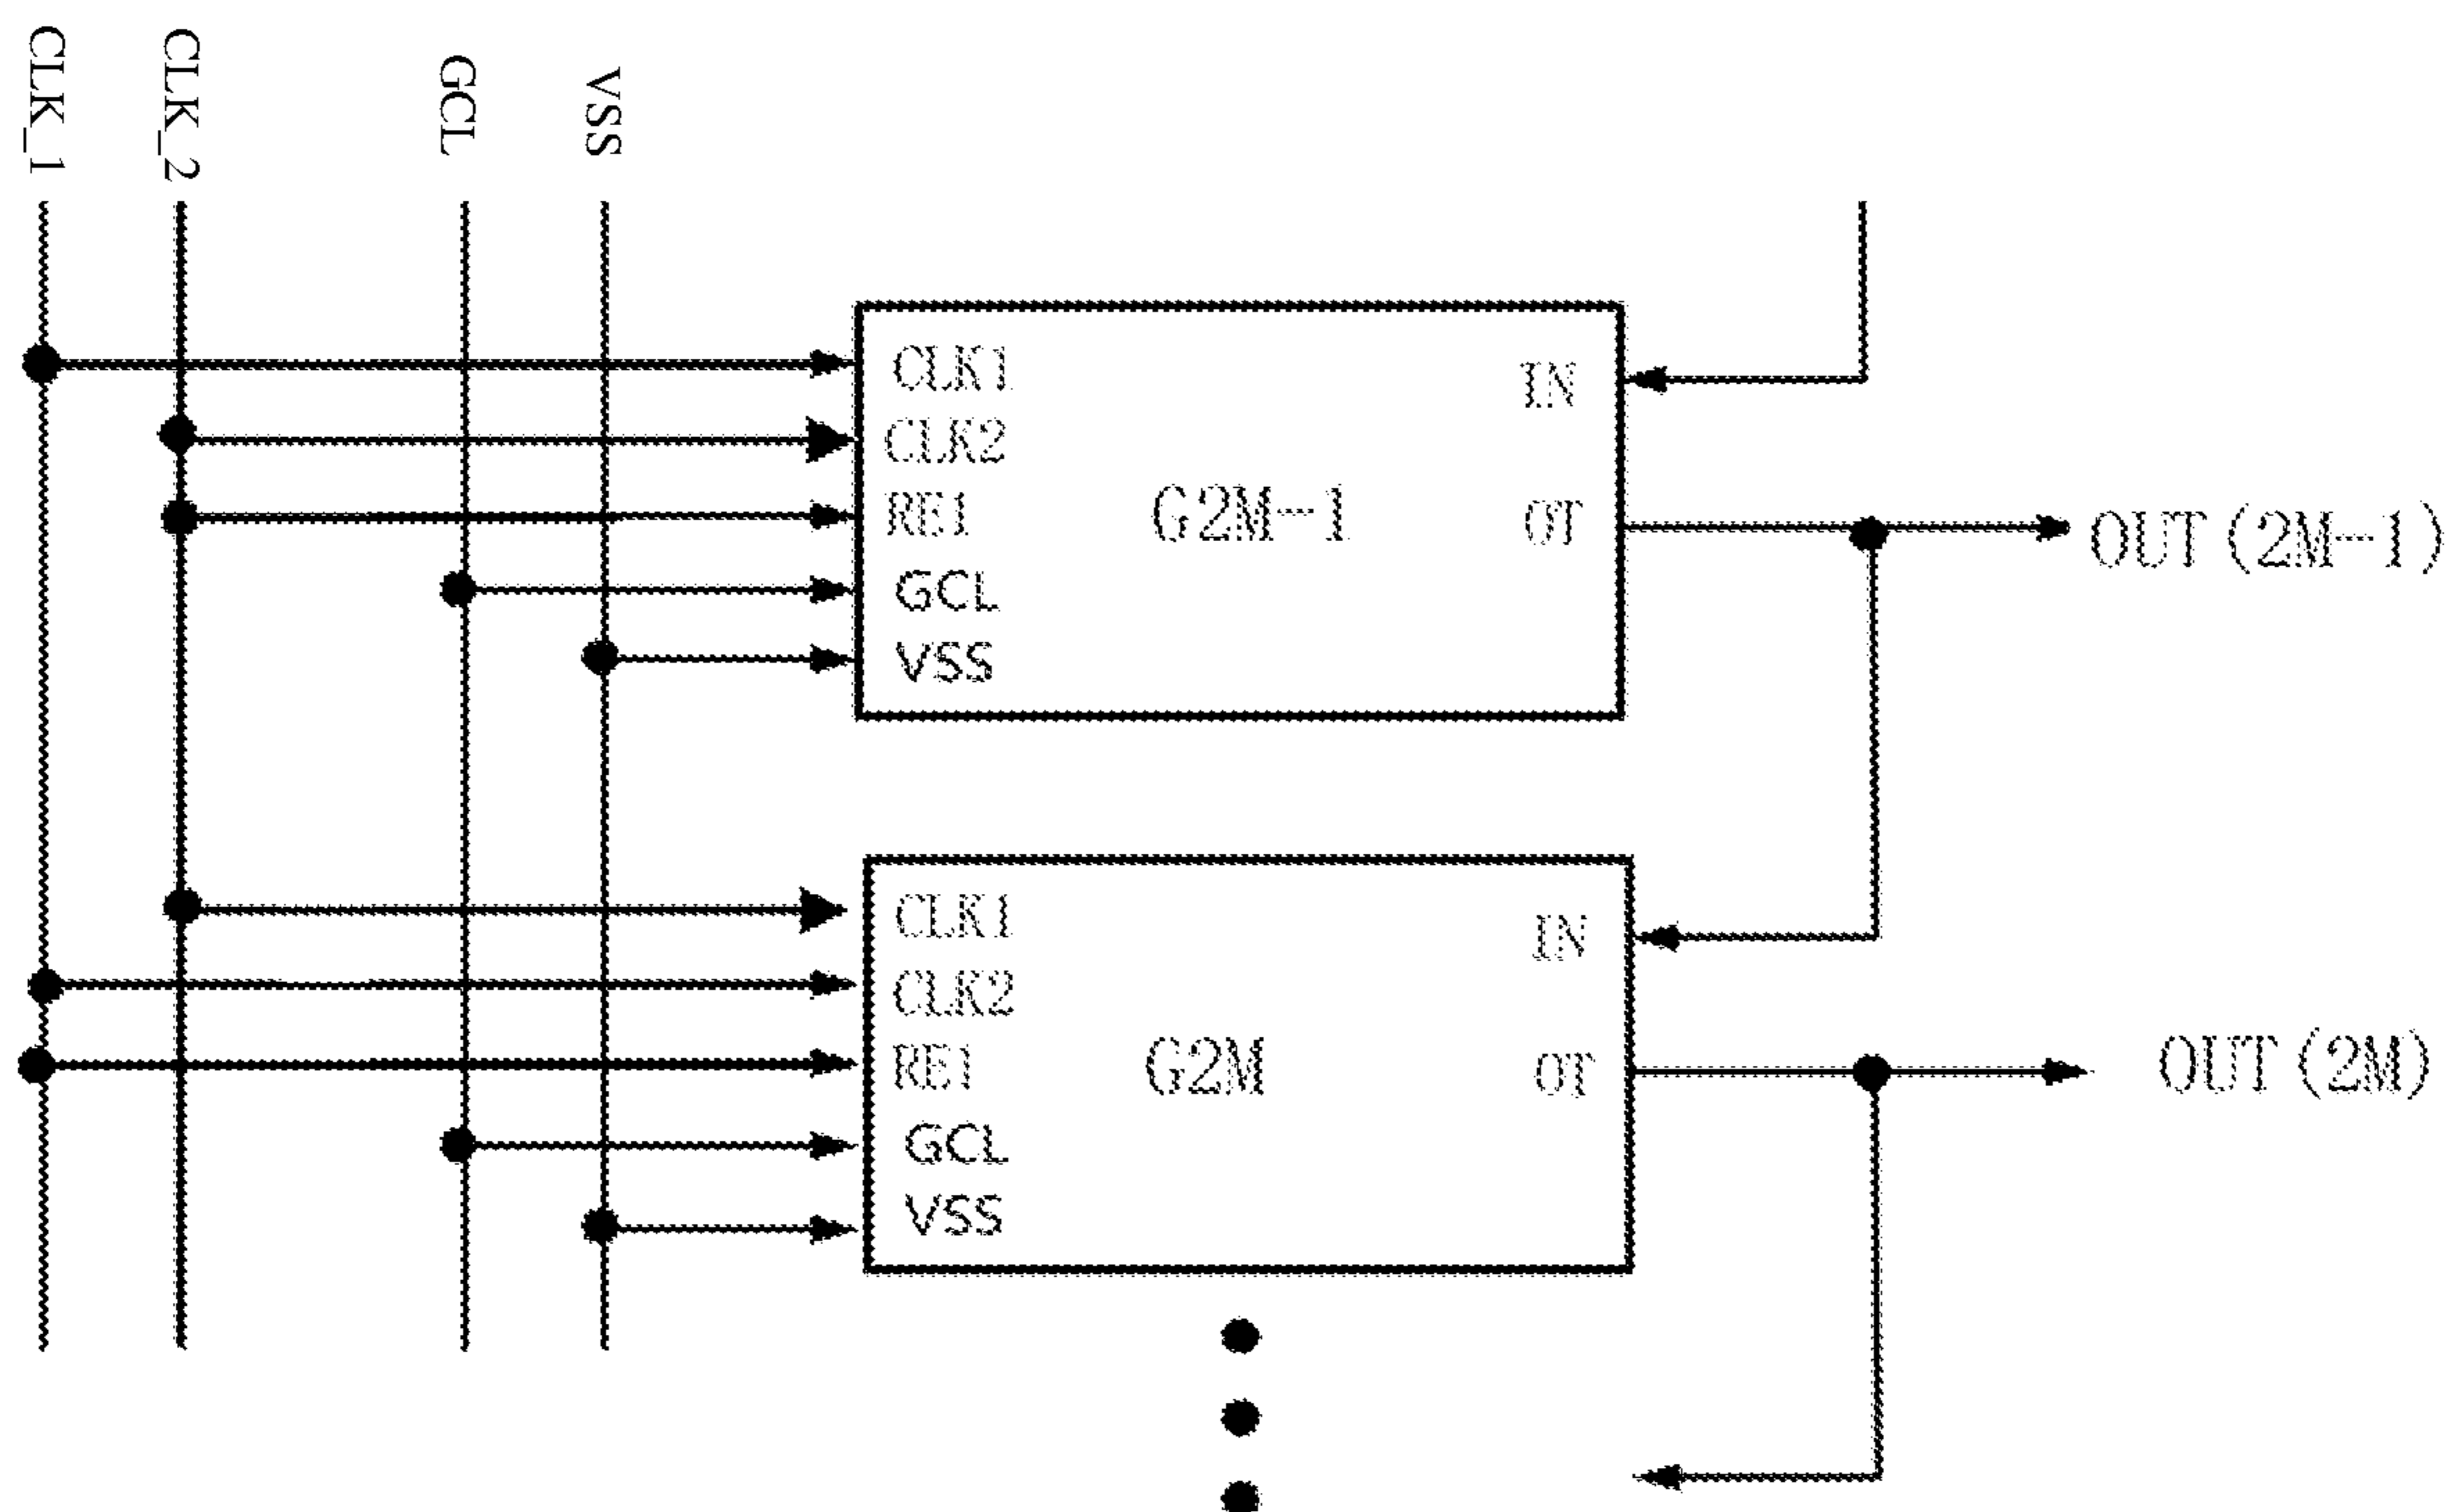 CLK_1
CLK_2
GCL
VSS
CLK1
IN
CLK2
RE1
G2M-1
OT
OUT(2M-1)
GCL
VSS
CLK1
IN
CLK2
RE1
G2M
OT
OUT(2M)
GCL
VSS